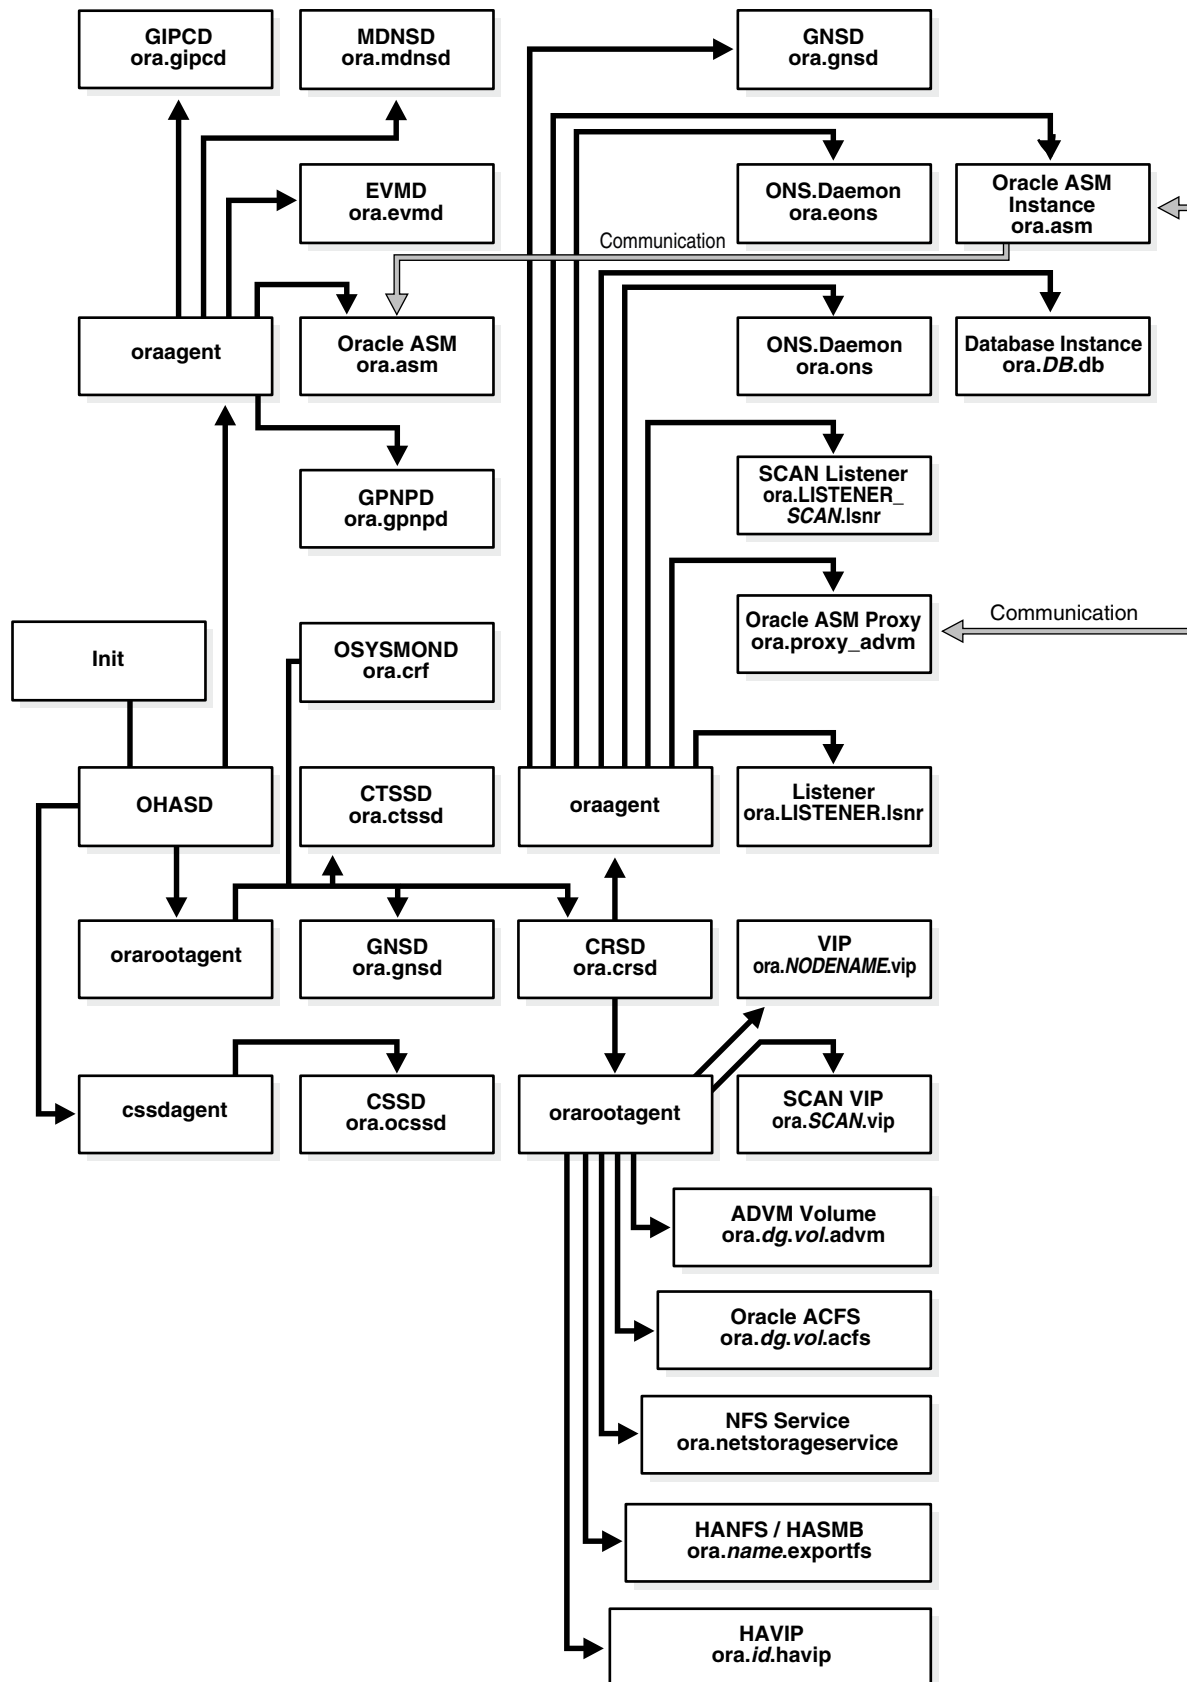 GIPCD
ora.gipcd
MDNSD
ora.mdnsd
GNSD
ora.gnsd
EVMD
ora.evmd
ONS.Daemon
ora.eons
Oracle ASM
Instance
ora.asm
Communication
oraagent
Oracle ASM
ora.asm
ONS.Daemon
ora.ons
Database Instance
ora.DB.db
GPNPD
ora.gpnpd
SCAN Listener
ora.LISTENER_
SCAN.lsnr
Init
OSYSMOND
ora.crf
Oracle ASM Proxy
ora.proxy_advm
Communication
OHASD
CTSSD
ora.ctssd
oraagent
Listener
ora.LISTENER.lsnr
orarootagent
GNSD
ora.gnsd
CRSD
ora.crsd
VIP
ora.NODENAME.vip
cssdagent
CSSD
ora.ocssd
orarootagent
SCAN VIP
ora.SCAN.vip
ADVM Volume
ora.dg.vol.advm
Oracle ACFS
ora.dg.vol.acfs
NFS Service
ora.netstorageservice
HANFS / HASMB
ora.name.exportfs
HAVIP
ora.id.havip